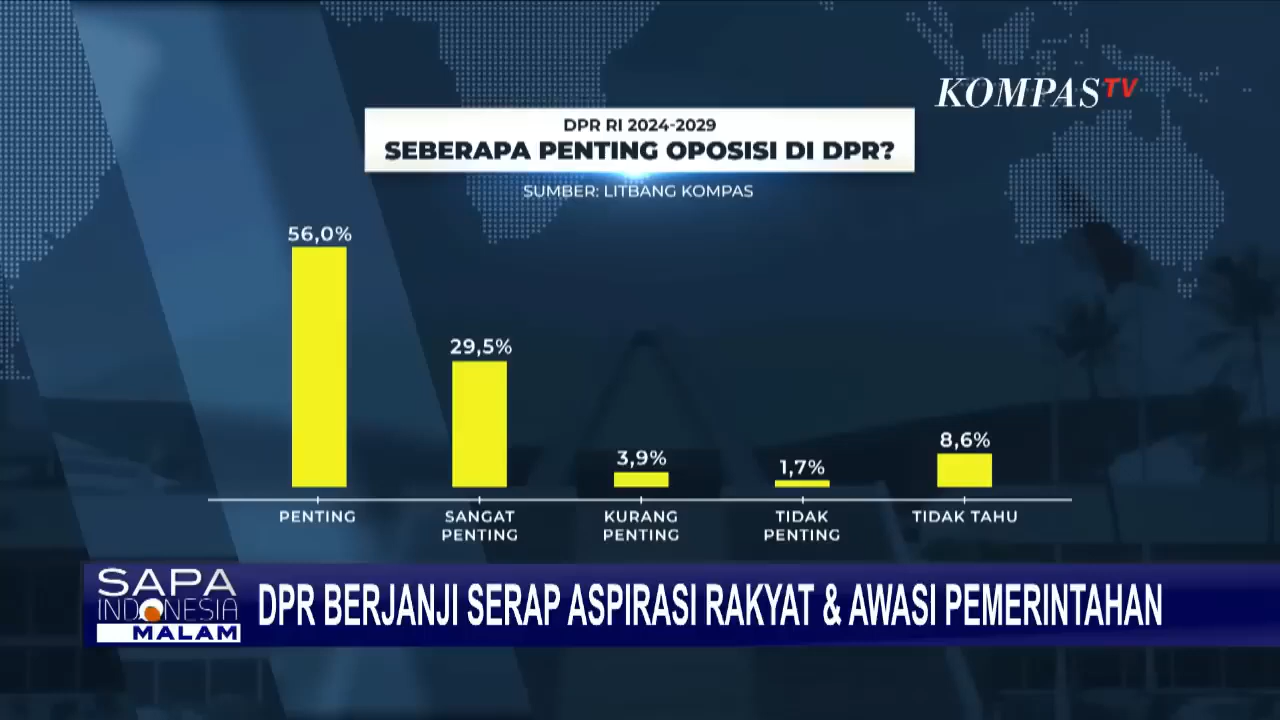 KOMPAS TV
DPR RI 2024-2029
SEBERAPA PENTING OPOSISI DI DPR?
SUMBER: LITBANG KOMPAS
56,0%
29,5%
3,9%
1,7%
8,6%
PENTING
SANGAT
PENTING
KURANG
PENTING
TIDAK
PENTING
TIDAK TAHU
SAPA
INDONESIA
MALAM
DPR BERJANJI SERAP ASPIRASI RAKYAT & AWASI PEMERINTAHAN